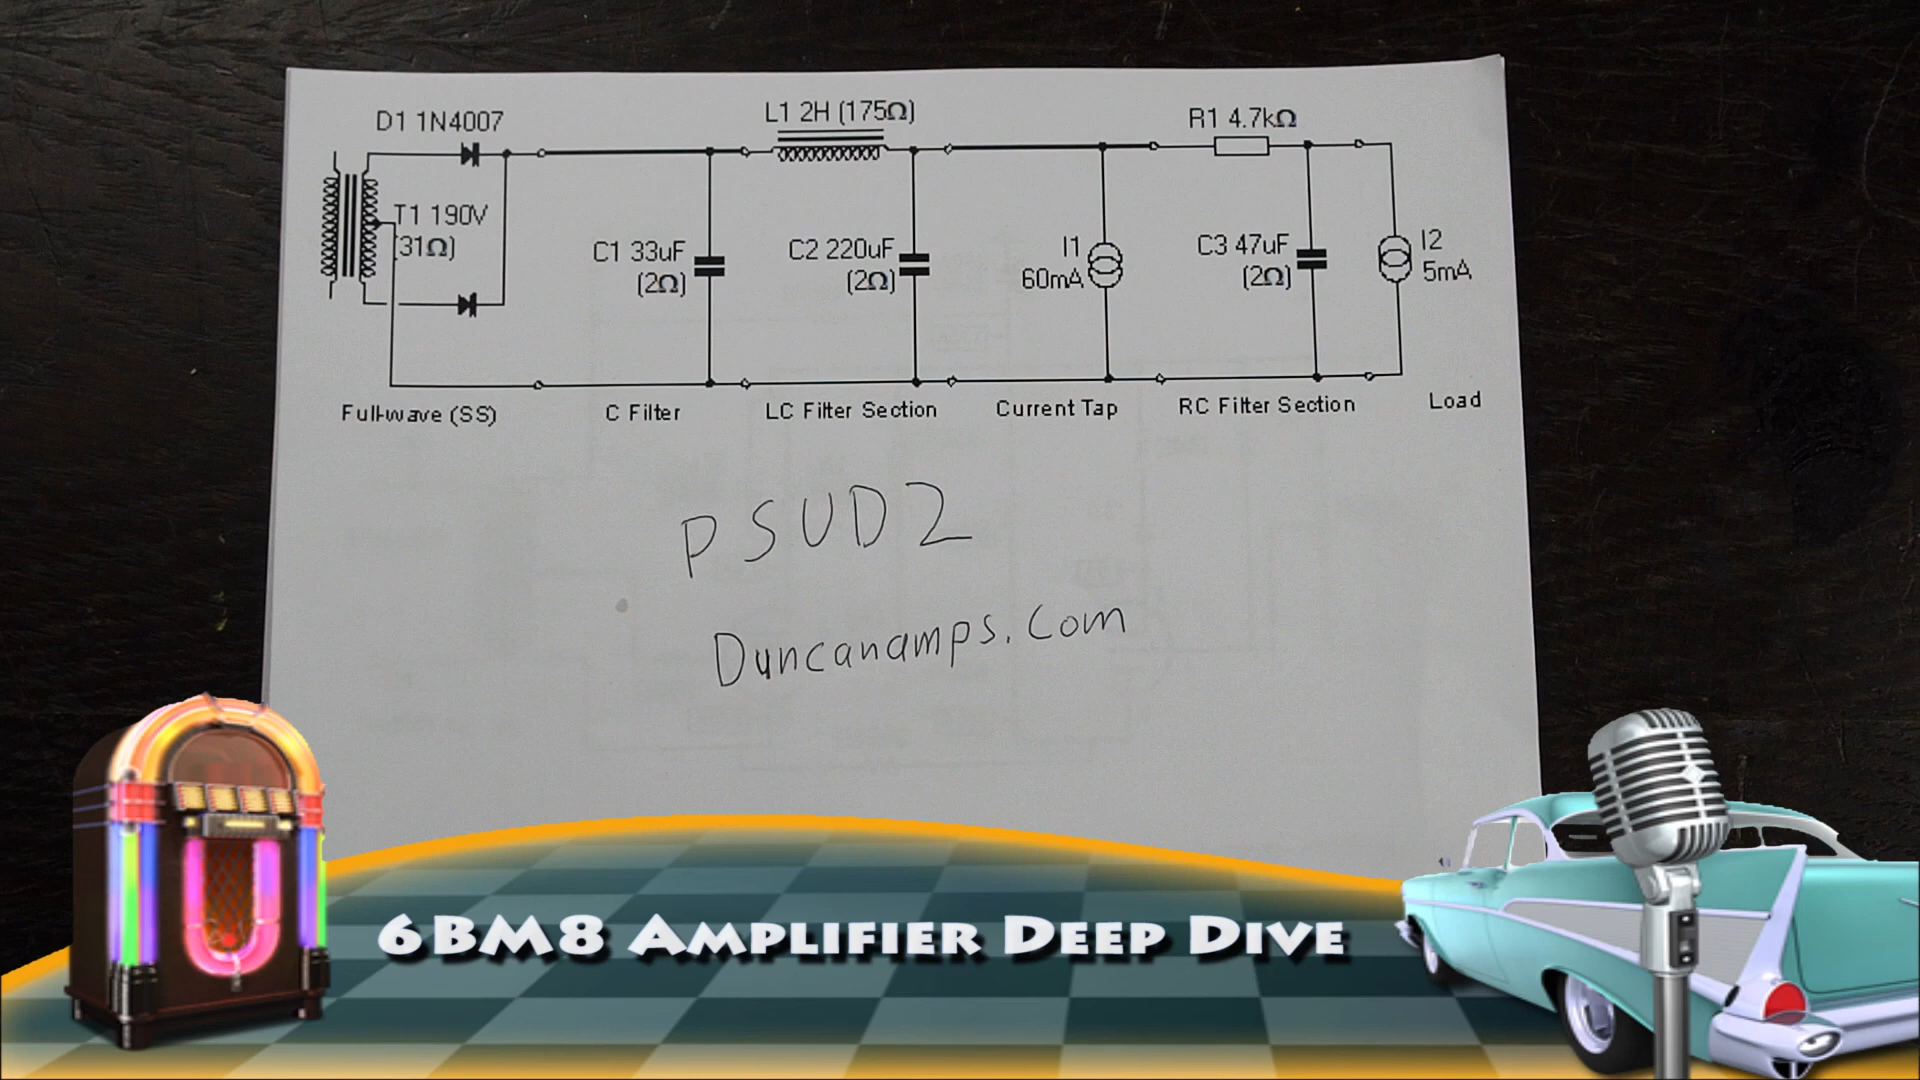 D1 1N4007
L1 2H (175Ω)
R1 4.7kΩ
T1 190V
(31Ω)
C1 33uF
(2Ω)
C2 220uF
(2Ω)
I1
60mA
C3 47uF
(2Ω)
I2
5mA
Full-wave (SS)
C Filter
LC Filter Section
Current Tap
RC Filter Section
Load
PSUD2
Duncanamps.com
6BM8 Amplifier Deep Dive